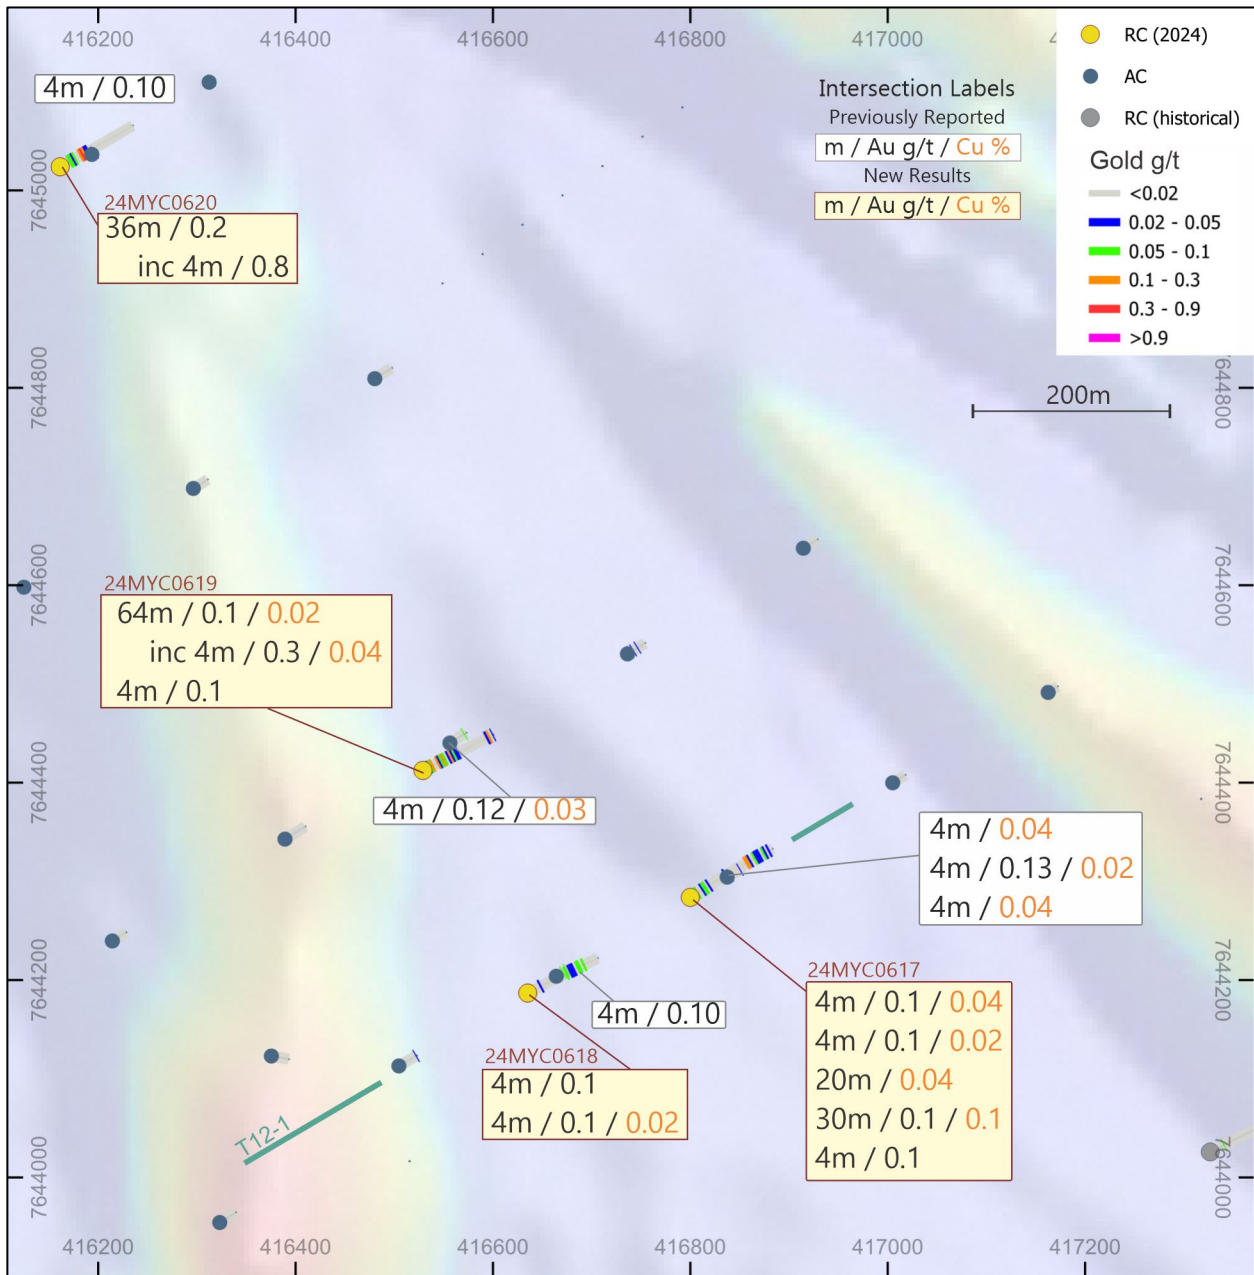 416200
416400
416600
416800
417000
4
RC (2024)
AC
RC (historical)
Gold g/t
<0.02
0.02 - 0.05
0.05 - 0.1
0.1 - 0.3
0.3 - 0.9
>0.9
Intersection Labels
Previously Reported
m / Au g/t / Cu %
New Results
m / Au g/t / Cu %
4m / 0.10
7645000
24MYC0620
36m / 0.2
inc 4m / 0.8
7644800
7644800
200m
7644600
7644600
24MYC0619
64m / 0.1 / 0.02
inc 4m / 0.3 / 0.04
4m / 0.1
7644400
7644400
4m / 0.12 / 0.03
4m / 0.04
4m / 0.13 / 0.02
4m / 0.04
7644200
7644200
24MYC0617
4m / 0.1 / 0.04
4m / 0.1 / 0.02
20m / 0.04
30m / 0.1 / 0.1
4m / 0.1
4m / 0.10
24MYC0618
4m / 0.1
4m / 0.1 / 0.02
T12-1
7644000
7644000
416200
416400
416600
416800
417000
417200